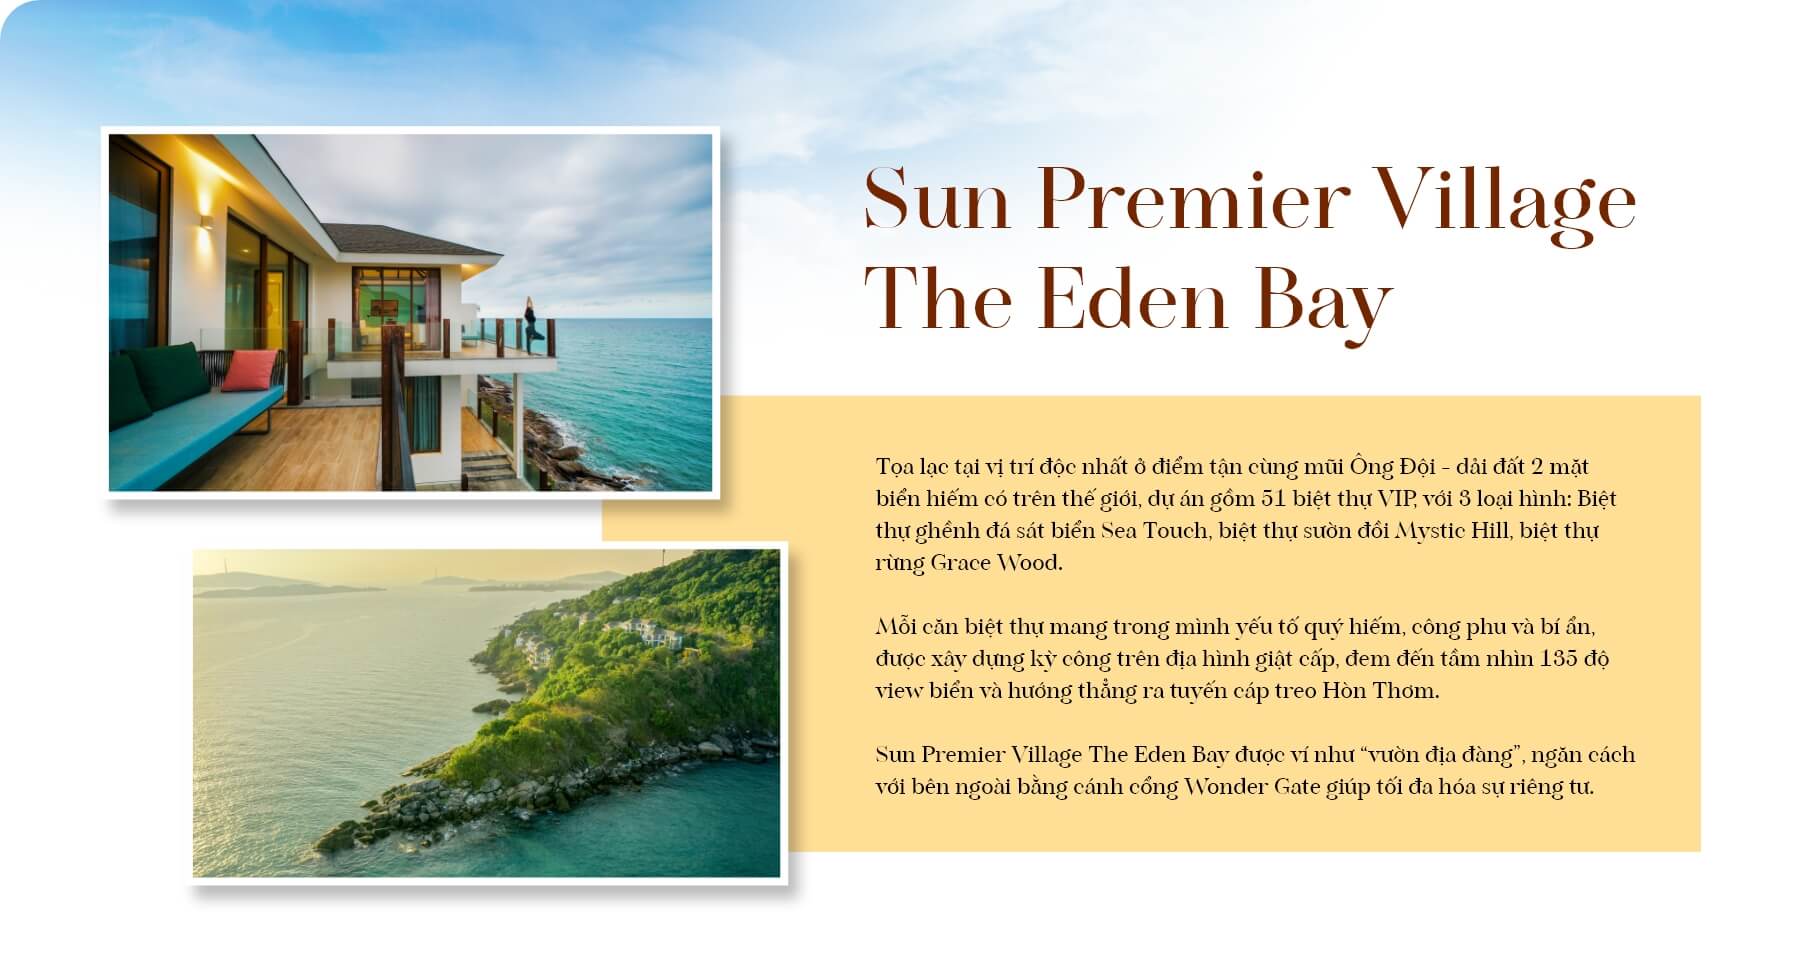 Sun Premier Village
The Eden Bay
Tọa lạc tại vị trí độc nhất ở điểm tận cùng mũi Ông Đội - dải đất 2 mặt
biển hiếm có trên thế giới, dự án gồm 51 biệt thự VIP, với 3 loại hình: Biệt
thự ghềnh đá sát biển Sea Touch, biệt thự sườn đồi Mystic Hill, biệt thự
rừng Grace Wood.
Mỗi căn biệt thự mang trong mình yếu tố quý hiếm, công phu và bí ẩn,
được xây dựng kỳ công trên địa hình giật cấp, đem đến tầm nhìn 135 độ
view biển và hướng thẳng ra tuyến cáp treo Hòn Thơm.
Sun Premier Village The Eden Bay được ví như “vườn địa đàng”, ngăn cách
với bên ngoài bằng cánh cổng Wonder Gate giúp tối đa hóa sự riêng tư.